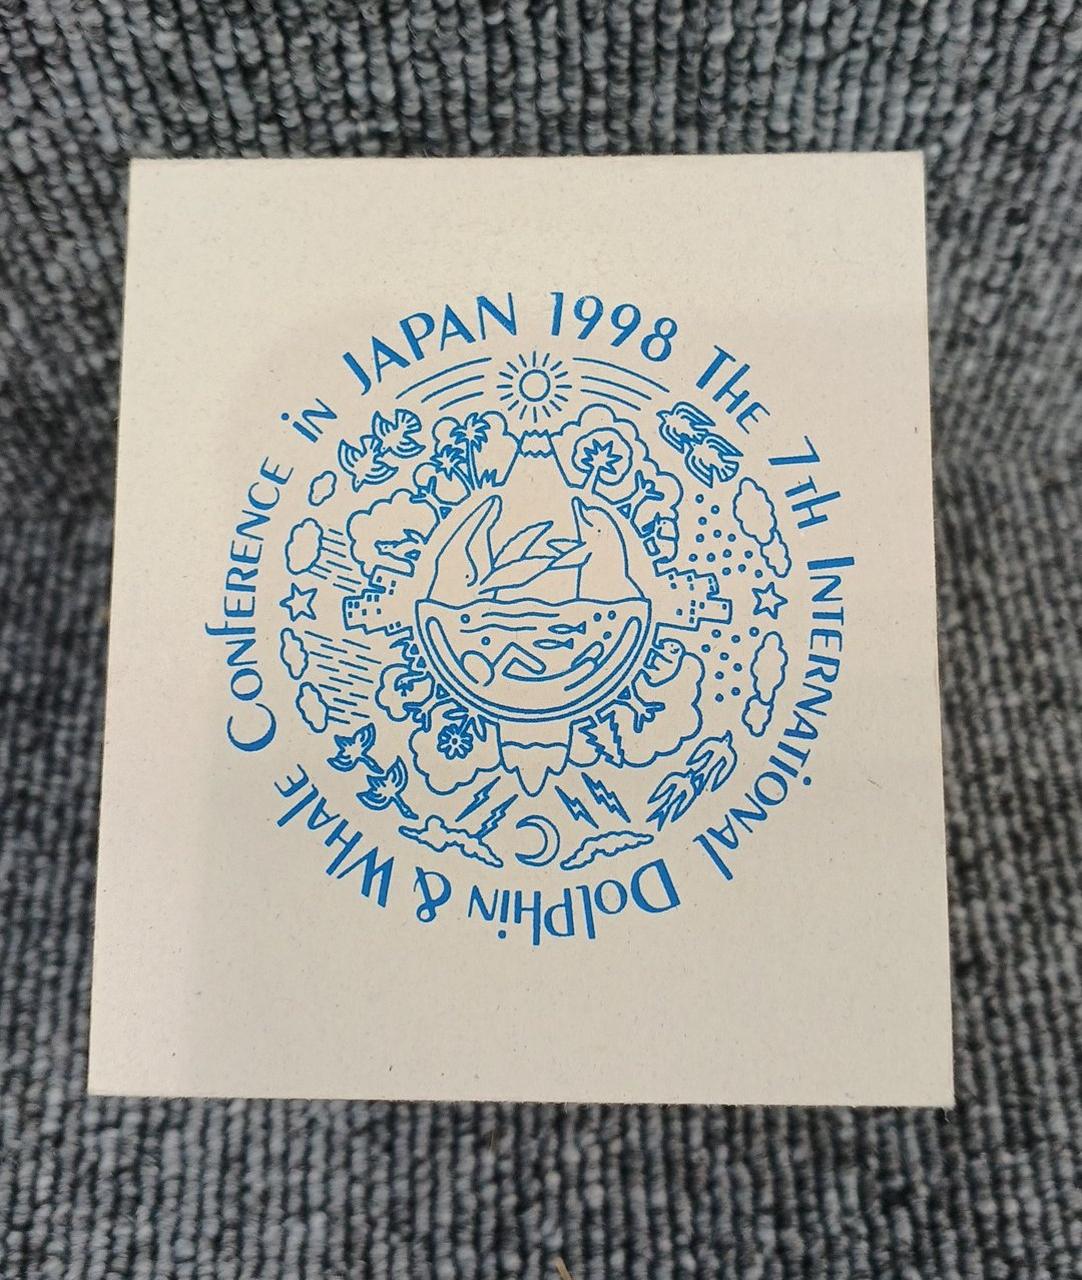 The 7th International Dolphin & Whale Conference in JAPAN 1998